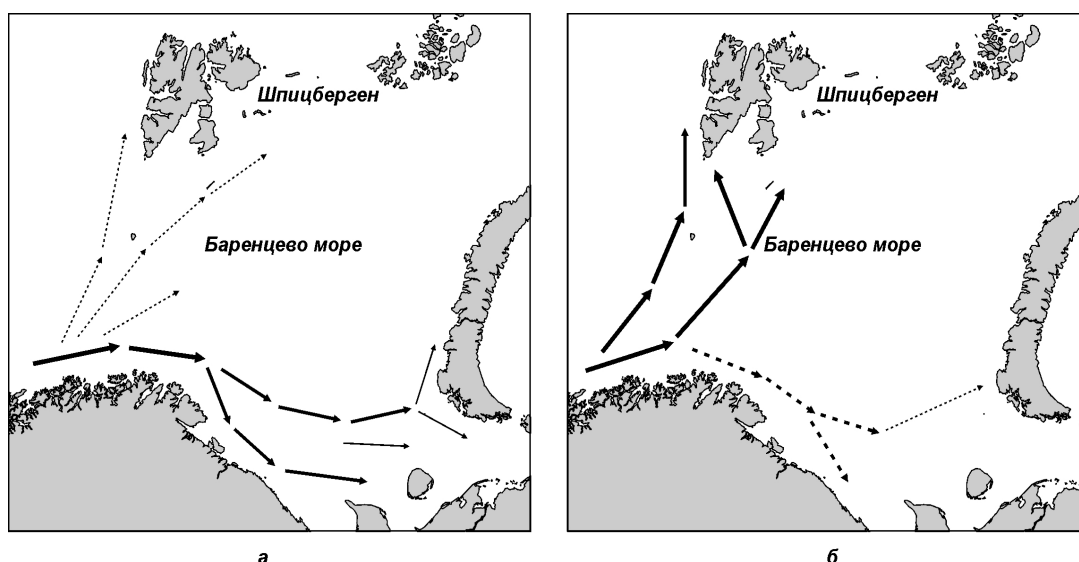 Шпицберген
Баренцево море
а
Шпицберген
Баренцево море
б